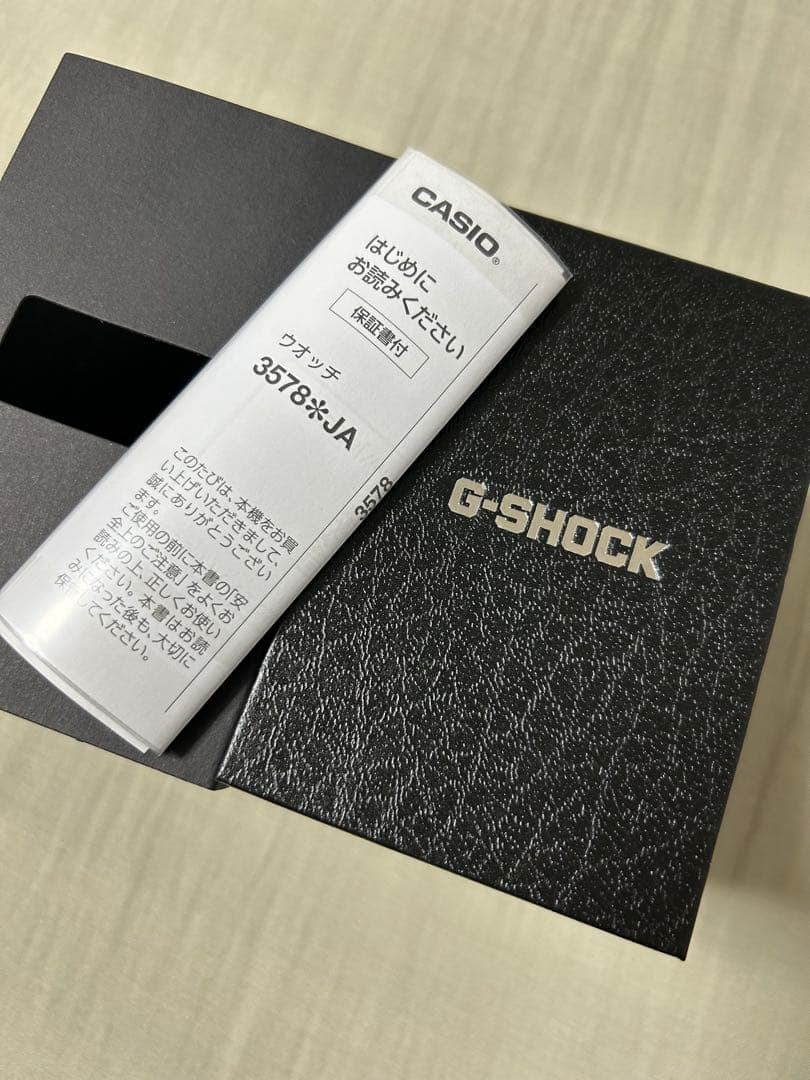 CASIO®
はじめに
お読みください
保証書付
ウオッチ
3578✽JA
3578
このたびは、本機をお買
い上げいただきまして、
誠にありがとうござい
ます。
ご使用の前に本書の「安
全上のご注意」をよくお
読みの上、正しくお使い
ください。本書はお読
みになった後も、大切に
保存してください。
G-SHOCK